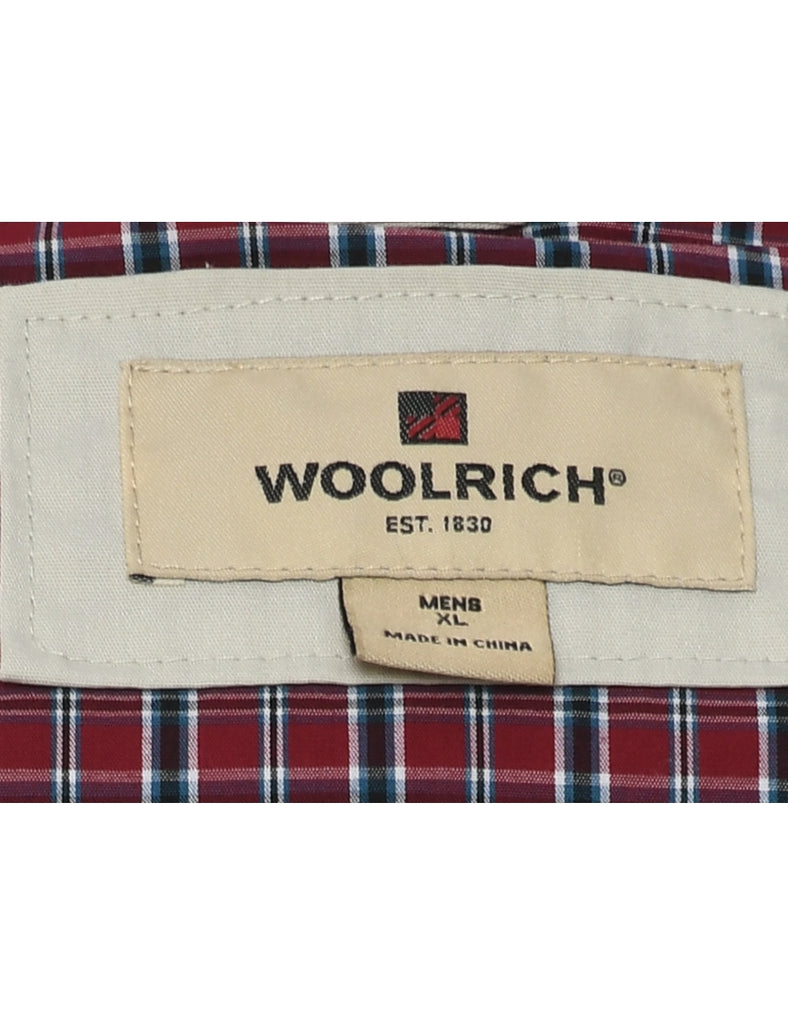 WOOLRICH®
EST. 1830
MENS
XL
MADE IN CHINA